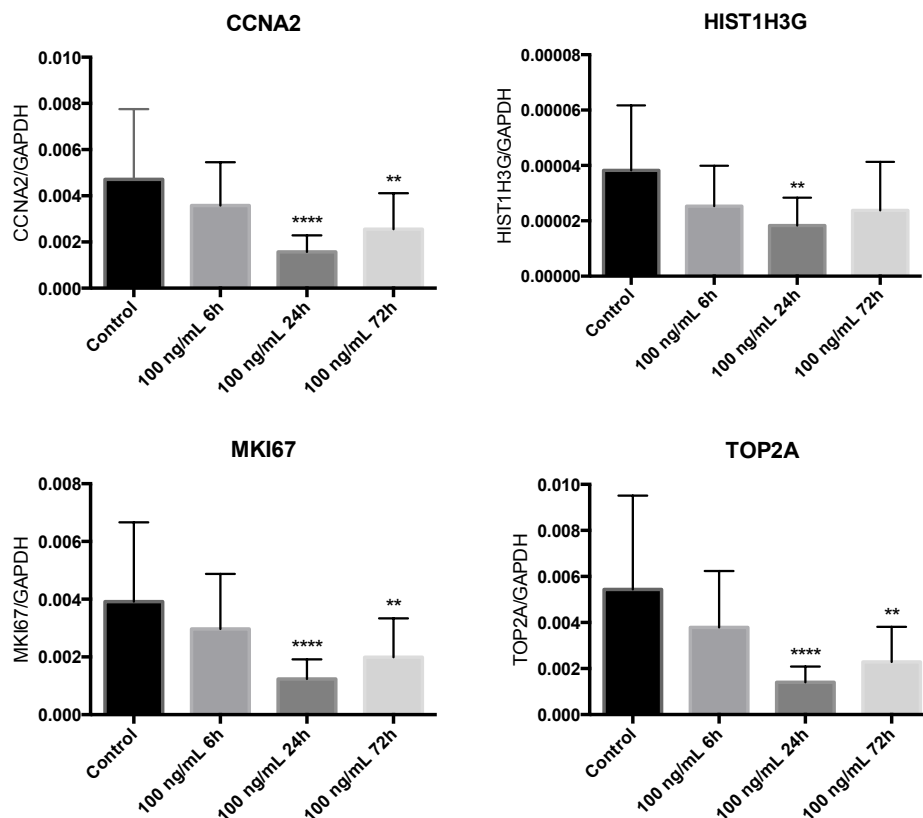 CCNA2
CCNA2/GAPDH
0.010
0.008
0.006
0.004
0.002
0.000
****
**
Control
100 ng/mL 6h
100 ng/mL 24h
100 ng/mL 72h
HIST1H3G
HIST1H3G/GAPDH
0.00008
0.00006
0.00004
0.00002
0.00000
**
Control
100 ng/mL 6h
100 ng/mL 24h
100 ng/mL 72h
MKI67
MKI67/GAPDH
0.008
0.006
0.004
0.002
0.000
****
**
Control
100 ng/mL 6h
100 ng/mL 24h
100 ng/mL 72h
TOP2A
TOP2A/GAPDH
0.010
0.008
0.006
0.004
0.002
0.000
****
**
Control
100 ng/mL 6h
100 ng/mL 24h
100 ng/mL 72h